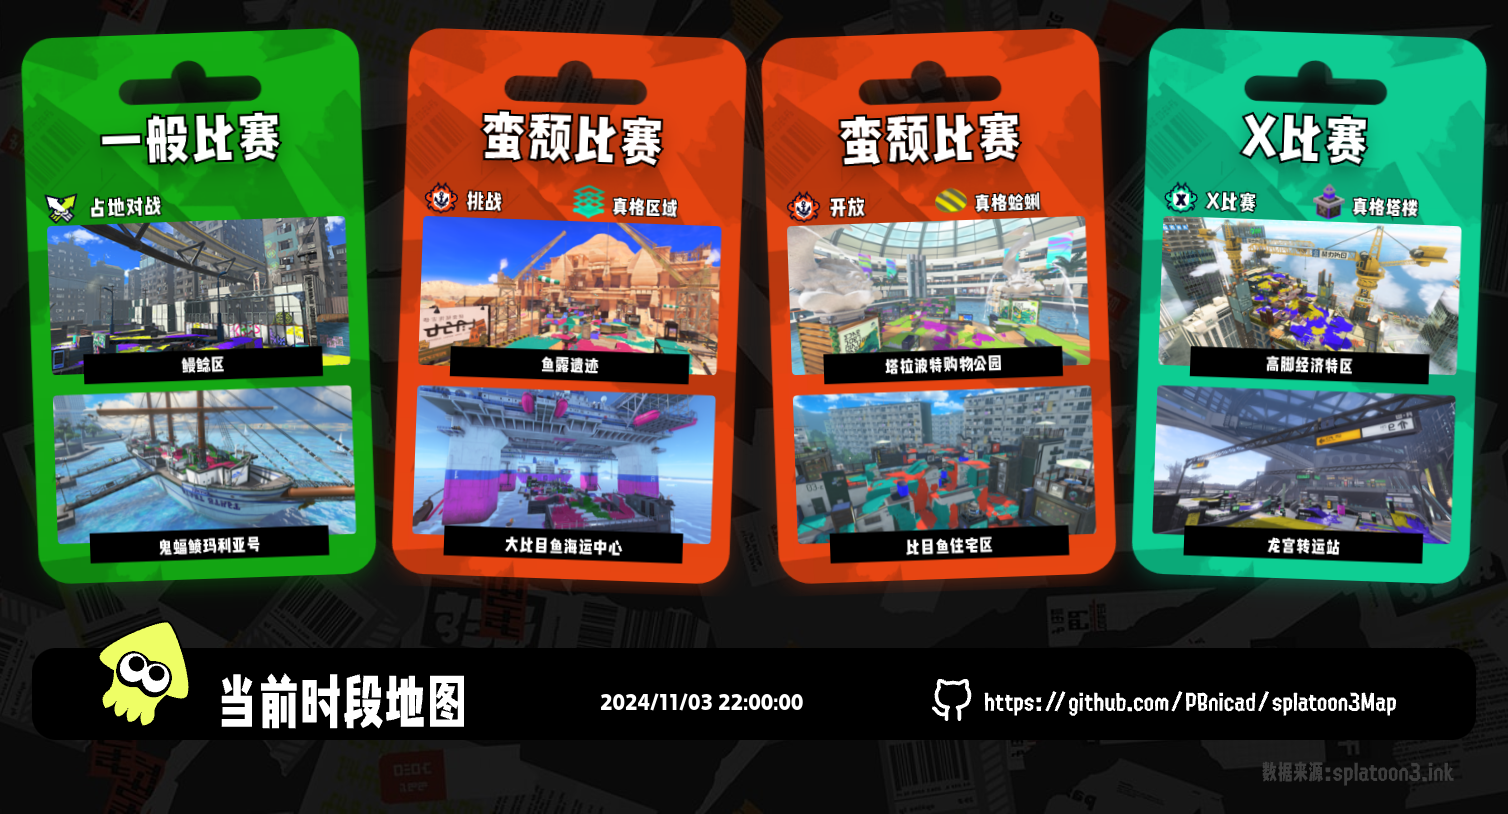 一般比赛
占地对战
鳗鲶区
鬼蝠鲼玛利亚号
蛮颓比赛
挑战
真格区域
鱼露遗迹
大比目鱼海运中心
蛮颓比赛
开放
真格蛤蜊
塔拉波特购物公园
03
比目鱼住宅区
X比赛
X比赛
真格塔楼
高脚经济特区
龙宫转运站
当前时段地图
2024/11/03 22:00:00
https://github.com/PBnicad/splatoon3Map
数据来源:splatoon3.ink